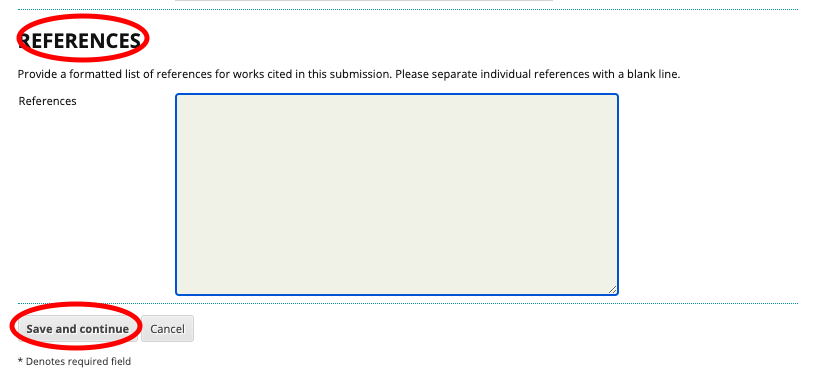 REFERENCES
Provide a formatted list of references for works cited in this submission. Please separate individual references with a blank line.
References
Save and continue Cancel
* Denotes required field